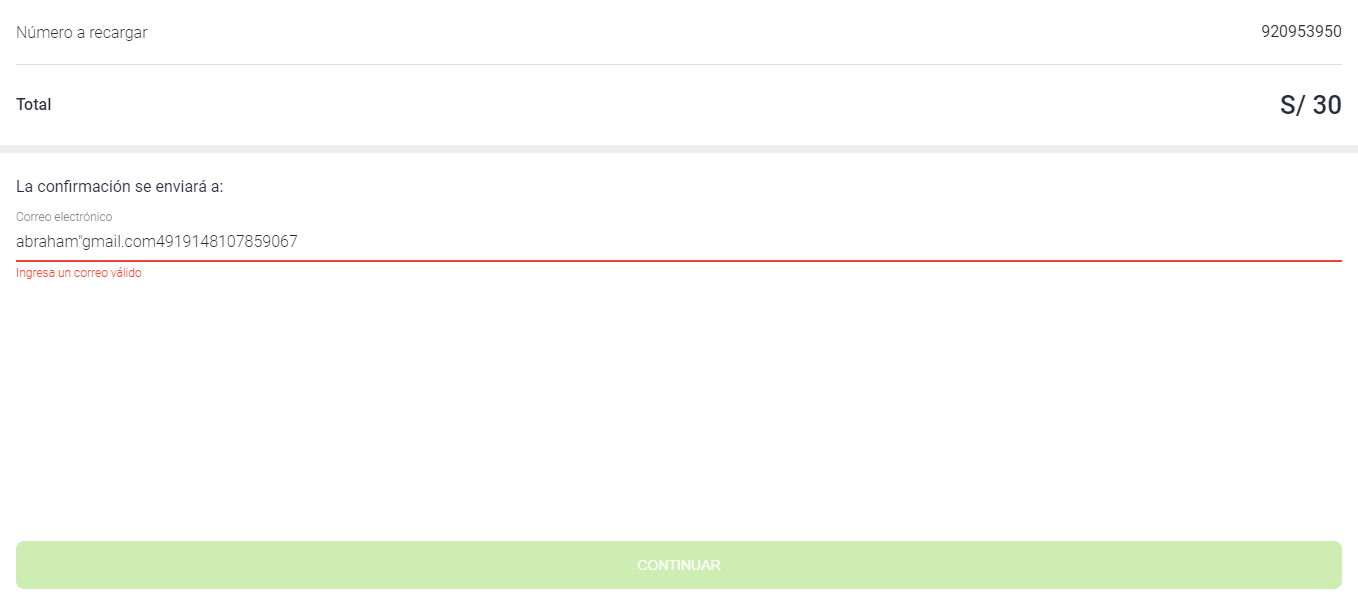 Número a recargar 920953950
Total S/ 30
La confirmación se enviará a:
Correo electrónico
abraham"gmail.com4919148107859067
Ingresa un correo válido
CONTINUAR